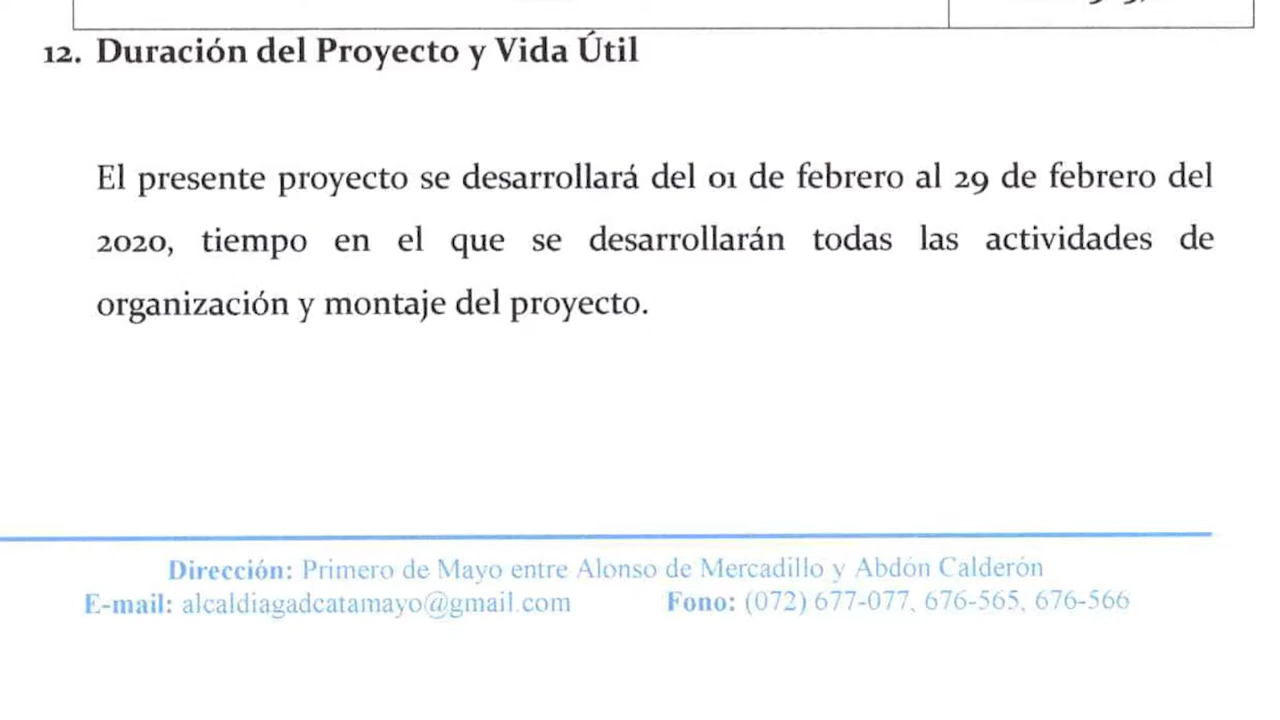 12. Duración del Proyecto y Vida Útil
El presente proyecto se desarrollará del 01 de febrero al 29 de febrero del
2020, tiempo en el que se desarrollarán todas las actividades de
organización y montaje del proyecto.
Dirección: Primero de Mayo entre Alonso de Mercadillo y Abdón Calderón
E-mail: alcaldiagadcatamayo@gmail.com Fono: (072) 677-077, 676-565, 676-566